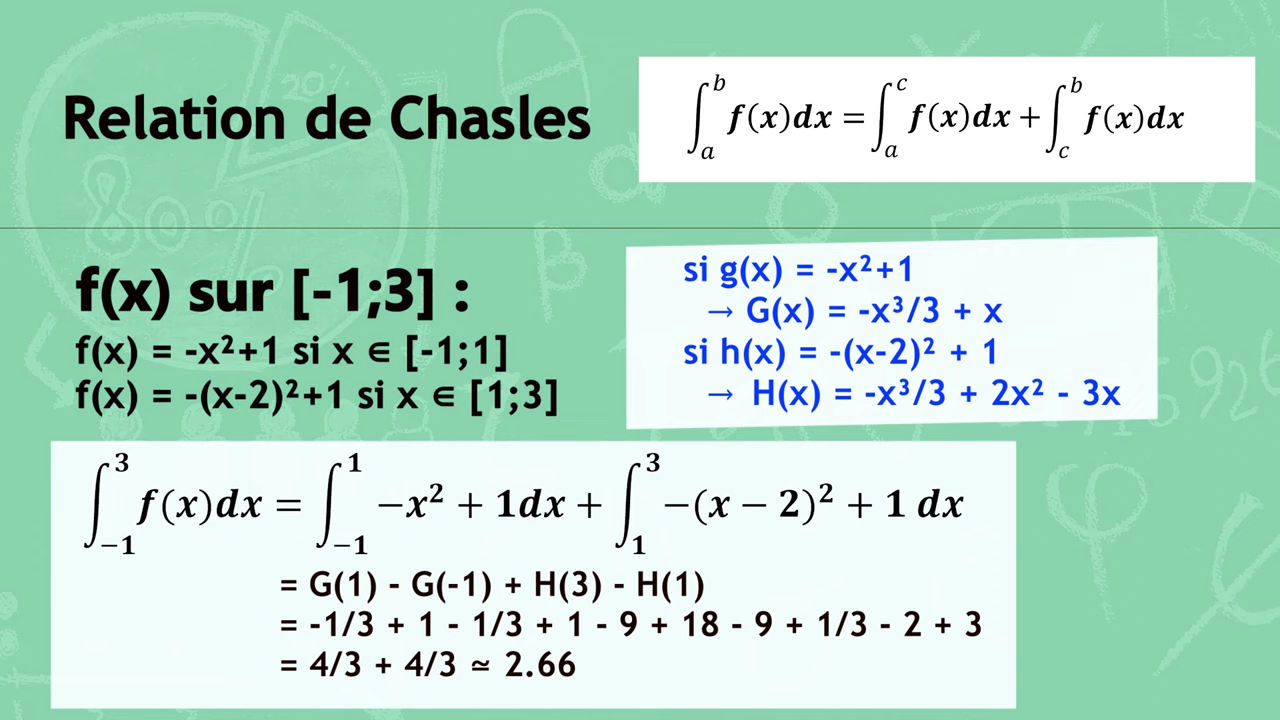 Relation de Chasles
∫_a^b f(x)dx = ∫_a^c f(x)dx + ∫_c^b f(x)dx
f(x) sur [-1;3] :
f(x) = -x²+1 si x ∈ [-1;1]
f(x) = -(x-2)²+1 si x ∈ [1;3]
si g(x) = -x²+1
→ G(x) = -x³/3 + x
si h(x) = -(x-2)² + 1
→ H(x) = -x³/3 + 2x² - 3x
∫_{-1}^3 f(x)dx = ∫_{-1}^1 -x² + 1dx + ∫_1^3 -(x - 2)² + 1 dx
= G(1) - G(-1) + H(3) - H(1)
= -1/3 + 1 - 1/3 + 1 - 9 + 18 - 9 + 1/3 - 2 + 3
= 4/3 + 4/3 ≃ 2.66
20%
80%